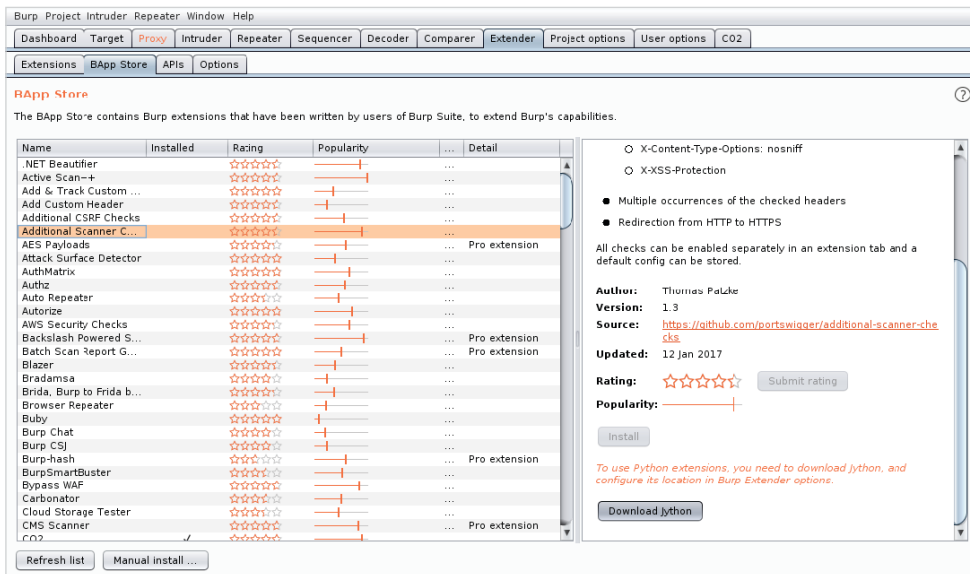 Burp Project Intruder Repeater Window Help
Dashboard Target Proxy Intruder Repeater Sequencer Decoder Comparer Extender Project options User options CO2
Extensions BApp Store APIs Options
BApp Store
?
The BApp Store contains Burp extensions that have been written by users of Burp Suite, to extend Burp's capabilities.
Name Installed Rating Popularity ... Detail
.NET Beautifier ...
Active Scan++ ...
Add & Track Custom ... ...
Add Custom Header ...
Additional CSRF Checks ...
Additional Scanner C... ...
AES Payloads ... Pro extension
Attack Surface Detector ...
AuthMatrix ...
Authz ...
Auto Repeater ...
Autorize ...
AWS Security Checks ...
Backslash Powered S... ... Pro extension
Batch Scan Report G... ... Pro extension
Blazer ...
Bradamsa ...
Brida, Burp to Frida b... ...
Browser Repeater ...
Buby ...
Burp Chat ...
Burp CSJ ...
Burp-hash ... Pro extension
BurpSmartBuster ...
Bypass WAF ...
Carbonator ...
Cloud Storage Tester ...
CMS Scanner ... Pro extension
CO2 ✓
Refresh list Manual install ...
X-Content-Type-Options: nosniff
X-XSS-Protection
Multiple occurrences of the checked headers
Redirection from HTTP to HTTPS
All checks can be enabled separately in an extension tab and a
default config can be stored.
Author: Thomas Patzke
Version: 1.3
Source: https://github.com/portswigger/additional-scanner-che
cks
Updated: 12 Jan 2017
Rating: Submit rating
Popularity:
Install
To use Python extensions, you need to download Jython, and
configure its location in Burp Extender options.
Download Jython